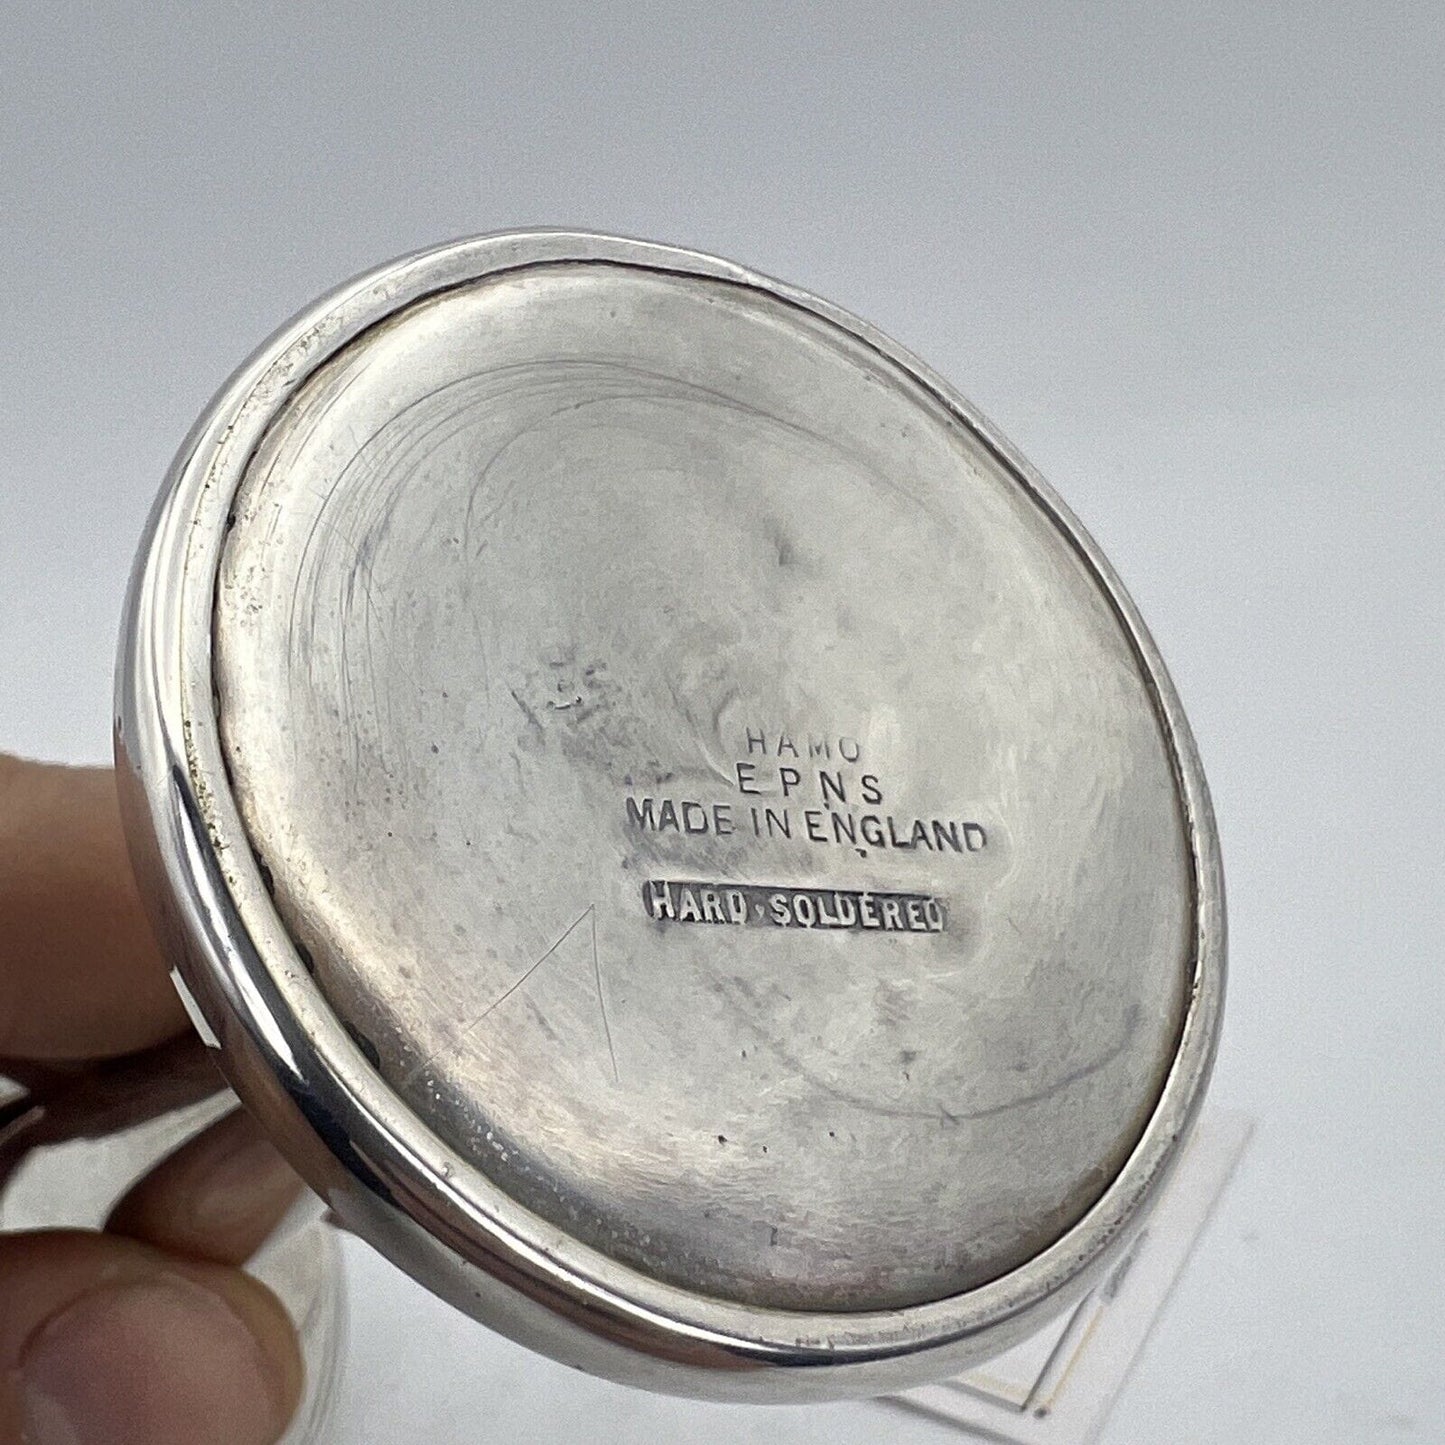 HAMO
EPNS
MADE IN ENGLAND
HARD-SOLDERED